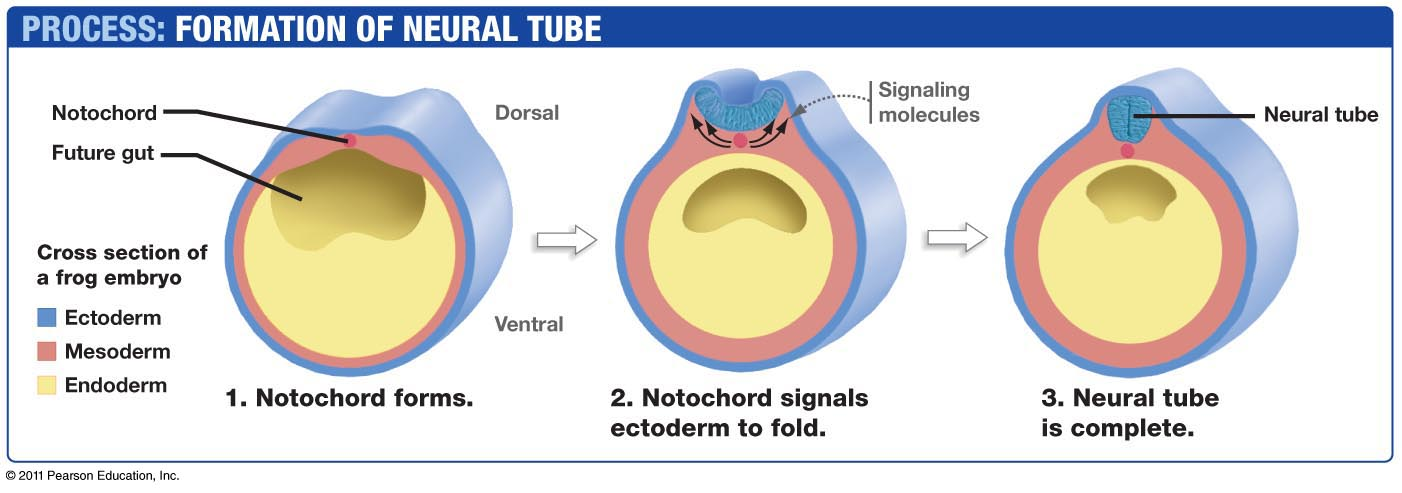 PROCESS: FORMATION OF NEURAL TUBE
Notochord
Future gut
Dorsal
Ventral
Cross section of
a frog embryo
Ectoderm
Mesoderm
Endoderm
1. Notochord forms.
Signaling
molecules
2. Notochord signals
ectoderm to fold.
Neural tube
3. Neural tube
is complete.
© 2011 Pearson Education, Inc.